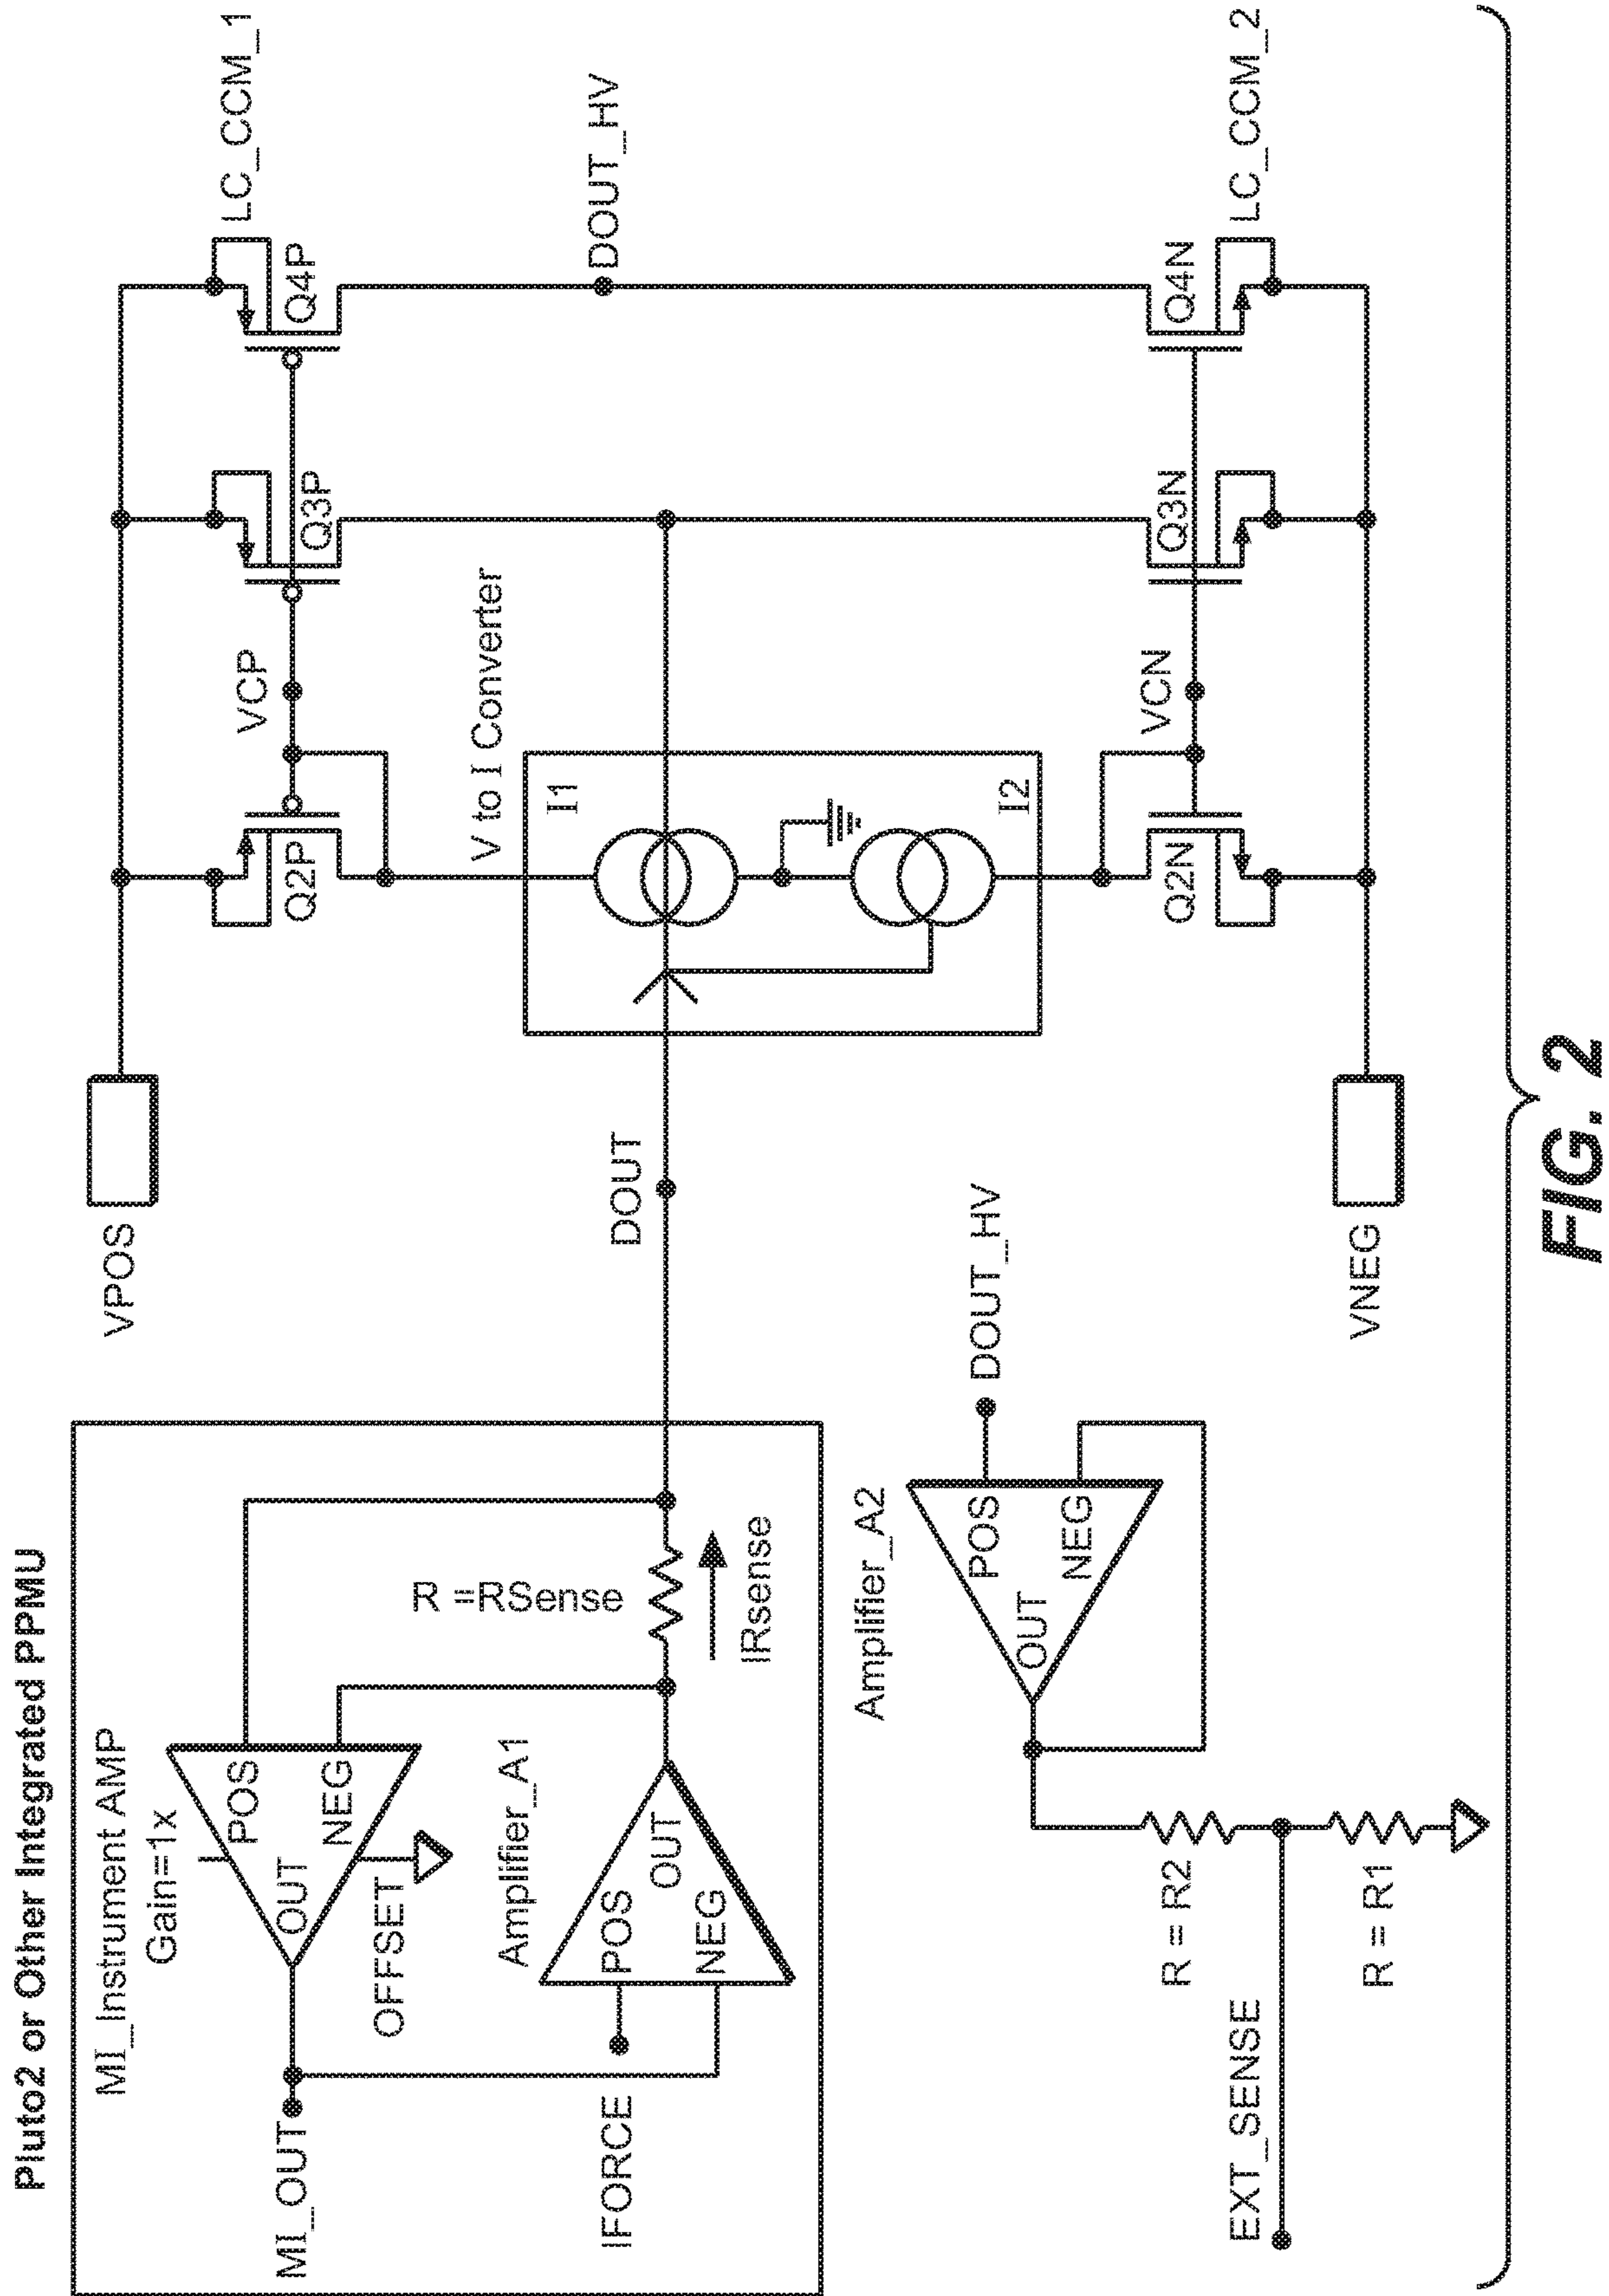 Pluto2 or Other Integrated PPMU
MI_Instrument AMP
Gain=1x
POS
NEG
OUT
OFFSET
MI_OUT
Amplifier_A1
POS
NEG
OUT
IFORCE
R =RSense
IRsense
DOUT
VPOS
VNEG
Amplifier_A2
POS
NEG
OUT
DOUT_HV
R = R2
R = R1
EXT_SENSE
V to I Converter
I1
I2
Q2P
VCP
Q3P
Q4P
LC_CCM_1
DOUT_HV
Q2N
VCN
Q3N
Q4N
LC_CCM_2
FIG. 2